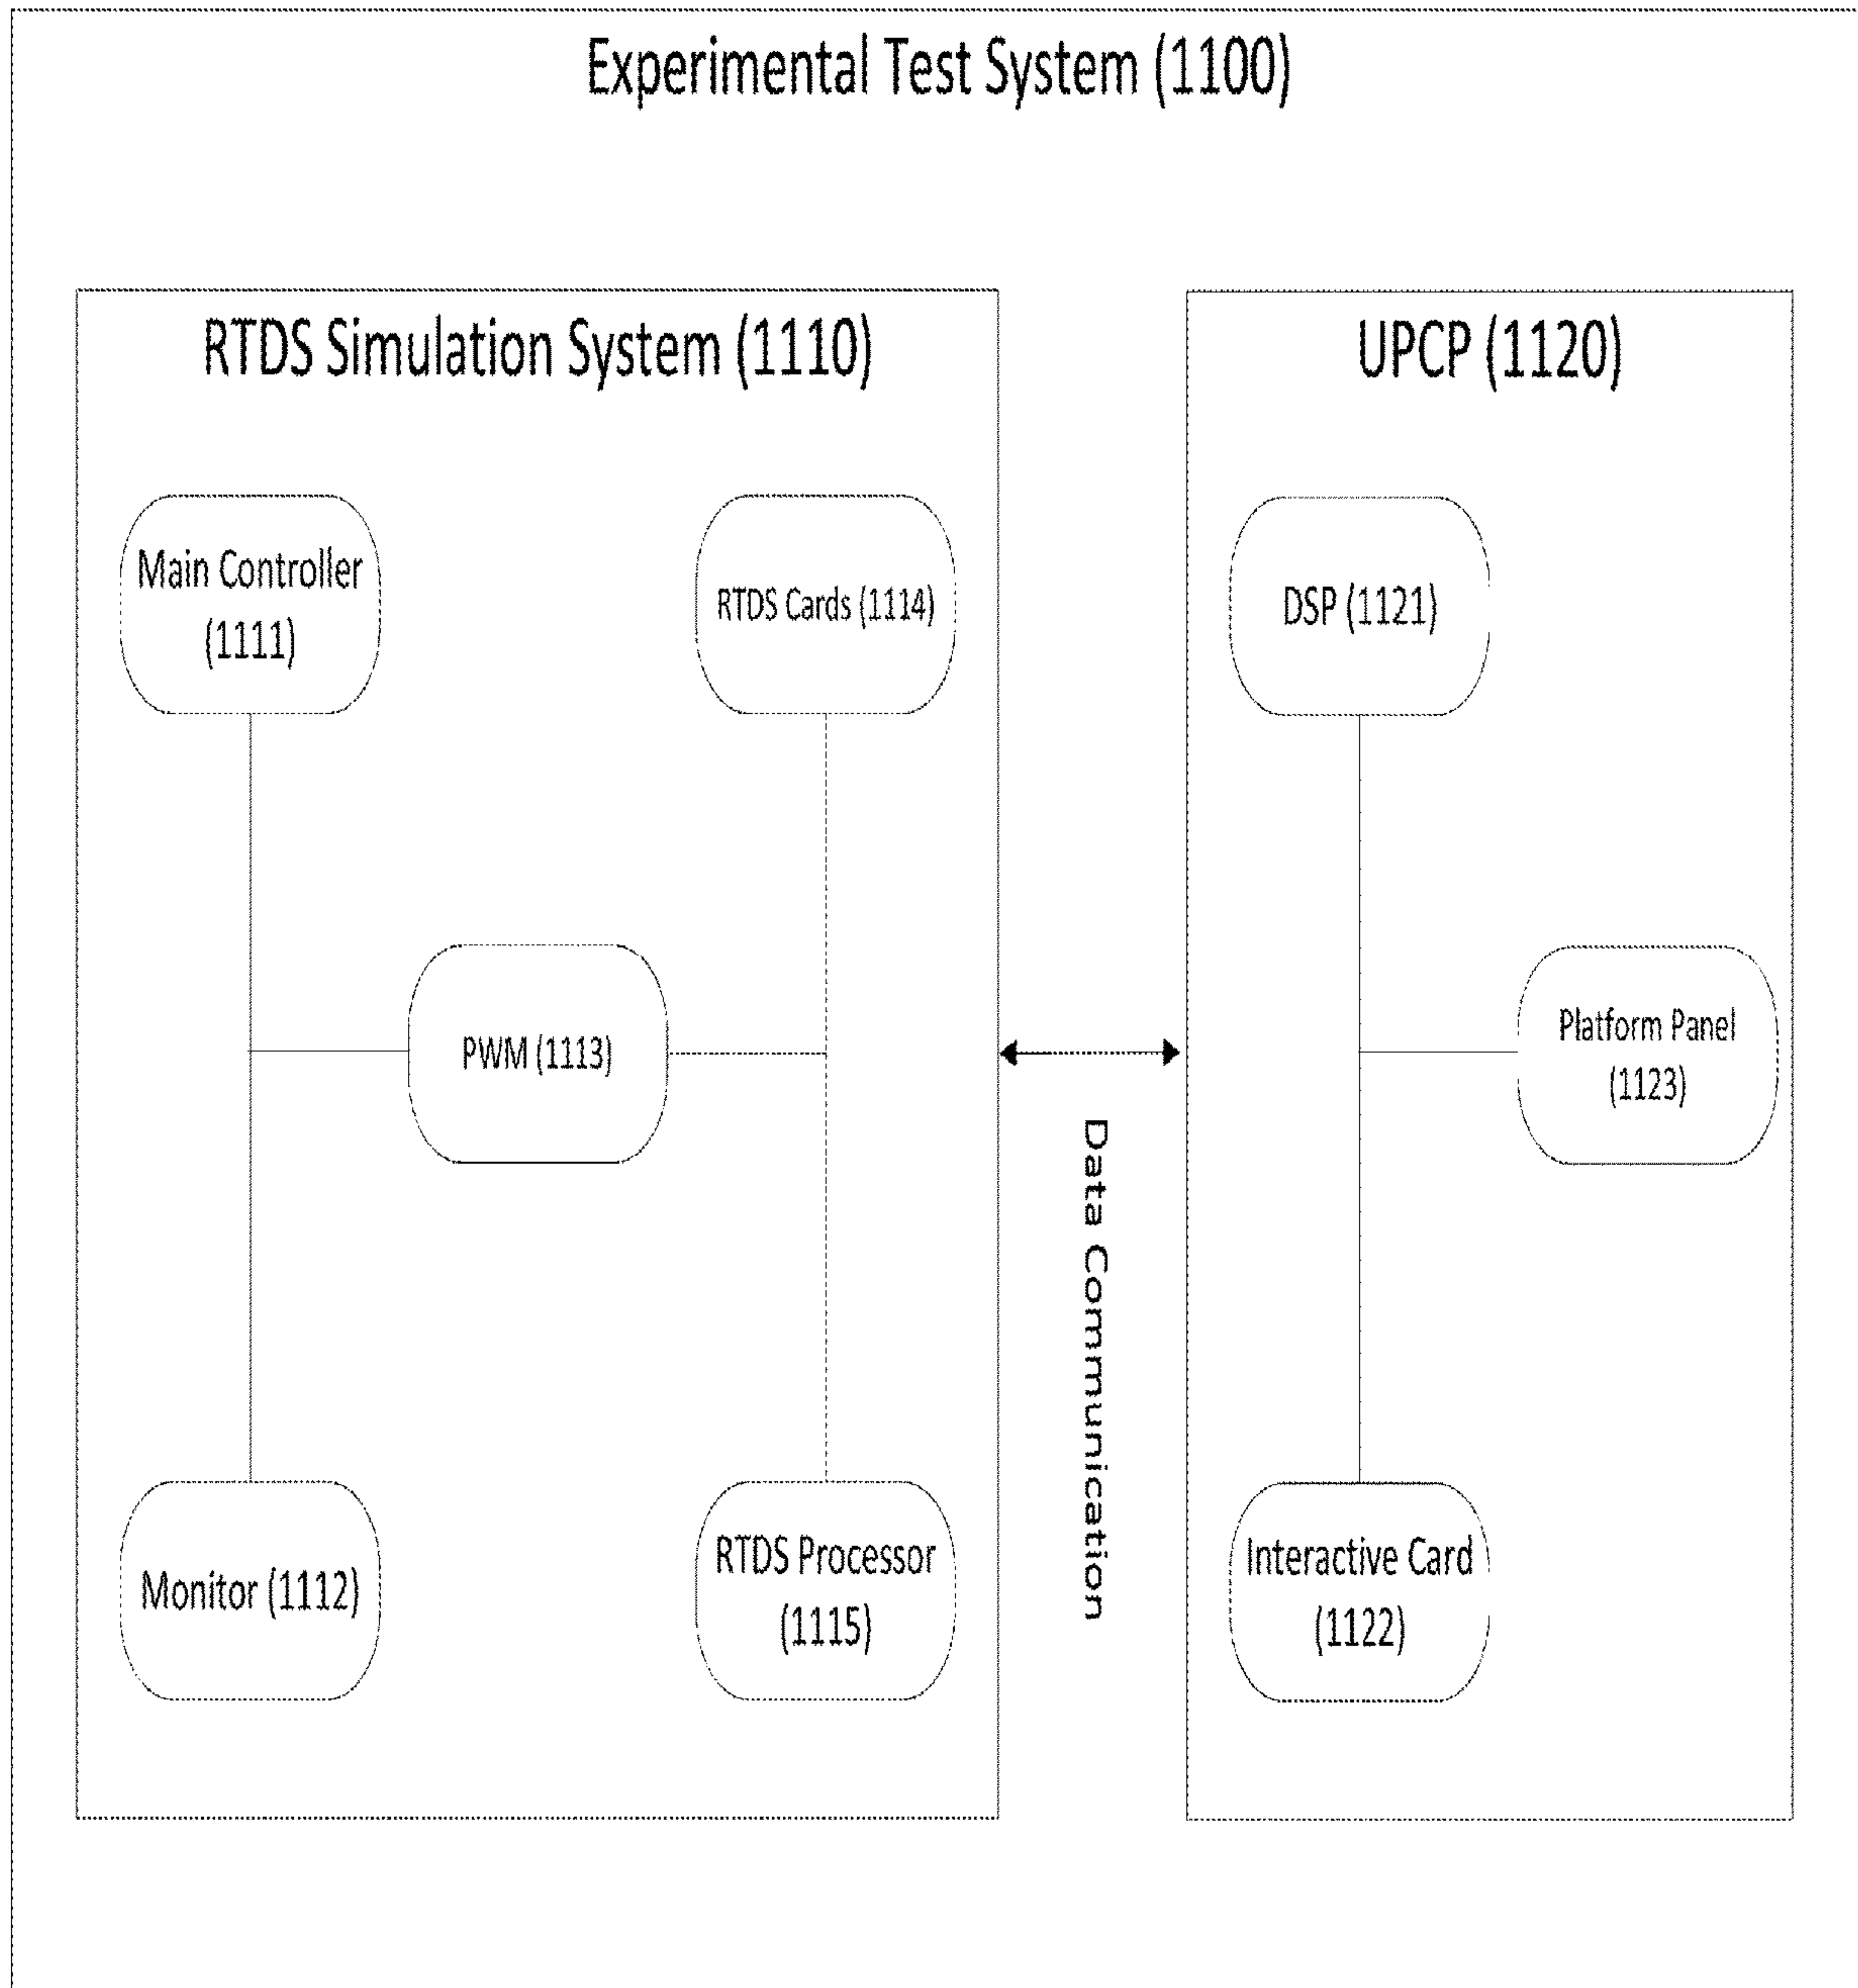 Experimental Test System (1100)
RTDS Simulation System (1110)
Main Controller
(1111)
RTDS Cards (1114)
PWM (1113)
Monitor (1112)
RTDS Processor
(1115)
Data Communication
UPCP (1120)
DSP (1121)
Platform Panel
(1123)
Interactive Card
(1122)